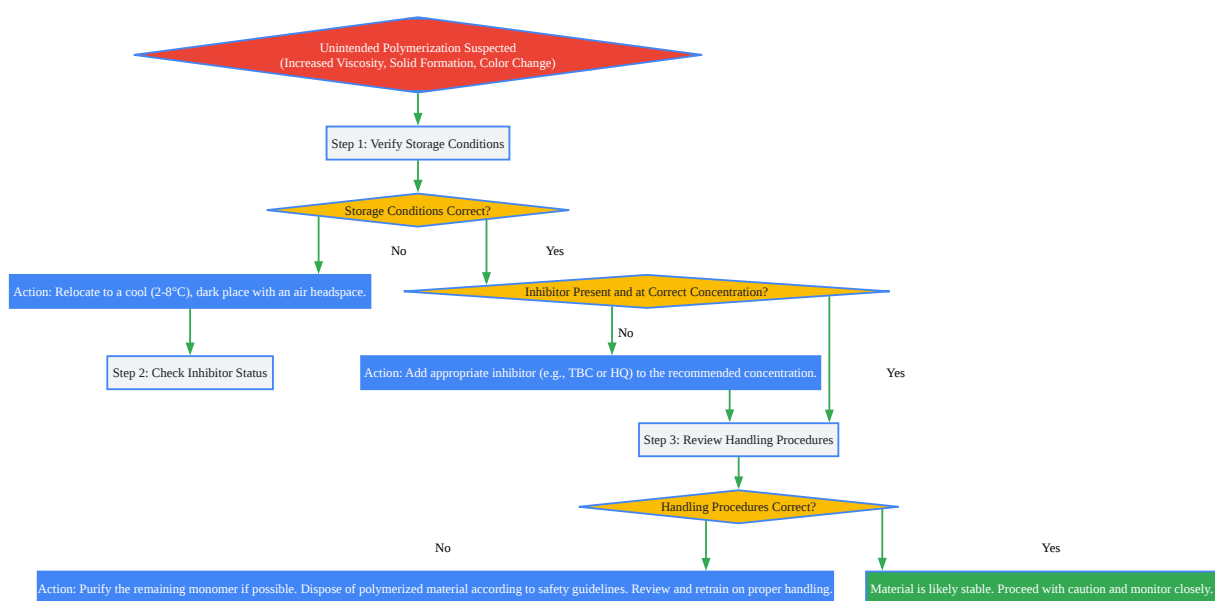 Unintended Polymerization Suspected
(Increased Viscosity, Solid Formation, Color Change)
Step 1: Verify Storage Conditions
Storage Conditions Correct?
No
Yes
Action: Relocate to a cool (2-8°C), dark place with an air headspace.
Inhibitor Present and at Correct Concentration?
No
Step 2: Check Inhibitor Status
Action: Add appropriate inhibitor (e.g., TBC or HQ) to the recommended concentration.
Yes
Step 3: Review Handling Procedures
Handling Procedures Correct?
No
Yes
Action: Purify the remaining monomer if possible. Dispose of polymerized material according to safety guidelines. Review and retrain on proper handling.
Material is likely stable. Proceed with caution and monitor closely.